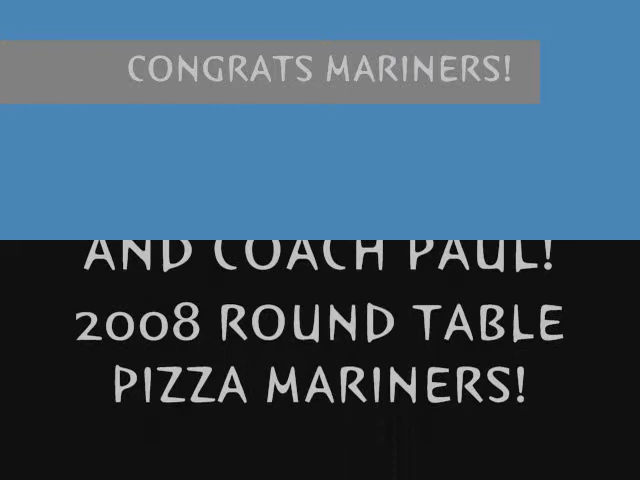 CONGRATS MARINERS!
AND COACH PAUL!
2008 ROUND TABLE
PIZZA MARINERS!